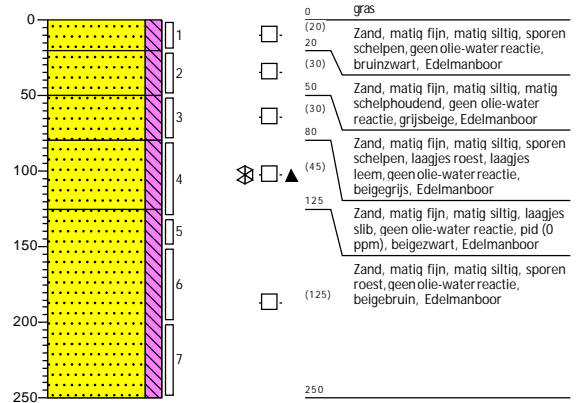 0
50
100
150
200
250
1
2
3
4
5
6
7
0
gras
(20)
Zand, matig fijn, matig siltig, sporen
schelpen, geen olie-water reactie,
bruinzwart, Edelmanboor
20
(30)
50
Zand, matig fijn, matig siltig, matig
schelphoudend, geen olie-water
reactie, grijsbeige, Edelmanboor
(30)
80
Zand, matig fijn, matig siltig, sporen
schelpen, laagjes roest, laagjes
leem, geen olie-water reactie,
beigegrijs, Edelmanboor
(45)
125
Zand, matig fijn, matig siltig, laagjes
slib, geen olie-water reactie, pid (0
ppm), beigezwart, Edelmanboor
Zand, matig fijn, matig siltig, sporen
roest, geen olie-water reactie,
beigebruin, Edelmanboor
(125)
250